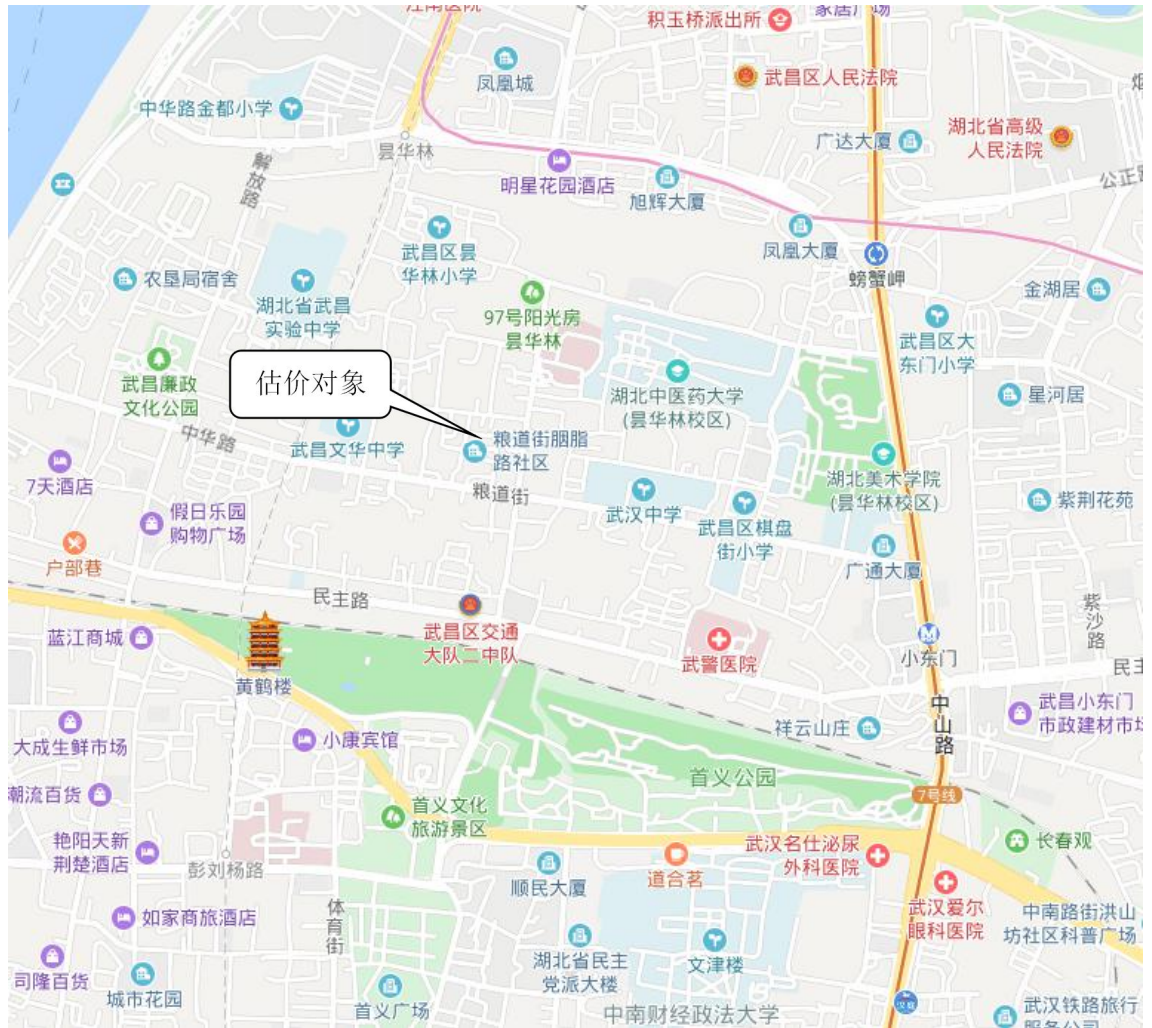 江南医院
积玉桥派出所
家居广场
凤凰城
武昌区人民法院
中华路金都小学
湖北省高级
人民法院
广达大厦
昙华林
解放路
明星花园酒店
旭辉大厦
公正路
武昌区昙
华林小学
凤凰大厦
螃蟹岬
农垦局宿舍
湖北省武昌
实验中学
金湖居
97号阳光房
昙华林
武昌区大
东门小学
估价对象
武昌廉政
文化公园
湖北中医药大学
(昙华林校区)
星河居
中华路
武昌文华中学
粮道街胭脂
路社区
7天酒店
粮道街
湖北美术学院
(昙华林校区)
紫荆花苑
假日乐园
购物广场
武汉中学
武昌区棋盘
街小学
户部巷
广通大厦
民主路
紫沙路
蓝江商城
武昌区交通
大队二中队
武警医院
小东门
民主
黄鹤楼
武昌小东门
市政建材市场
中山路
祥云山庄
大成生鲜市场
小康宾馆
首义公园
潮流百货
7号线
首义文化
旅游景区
艳阳天新
荆楚酒店
武汉名仕泌尿
外科医院
长春观
彭刘杨路
顺民大厦
道合茗
体育街
武汉爱尔
眼科医院
中南路街洪山
坊社区科普广场
如家商旅酒店
湖北省民主
党派大楼
文津楼
司隆百货
城市花园
首义广场
中南财经政法大学
武汉铁路旅行
服务公司